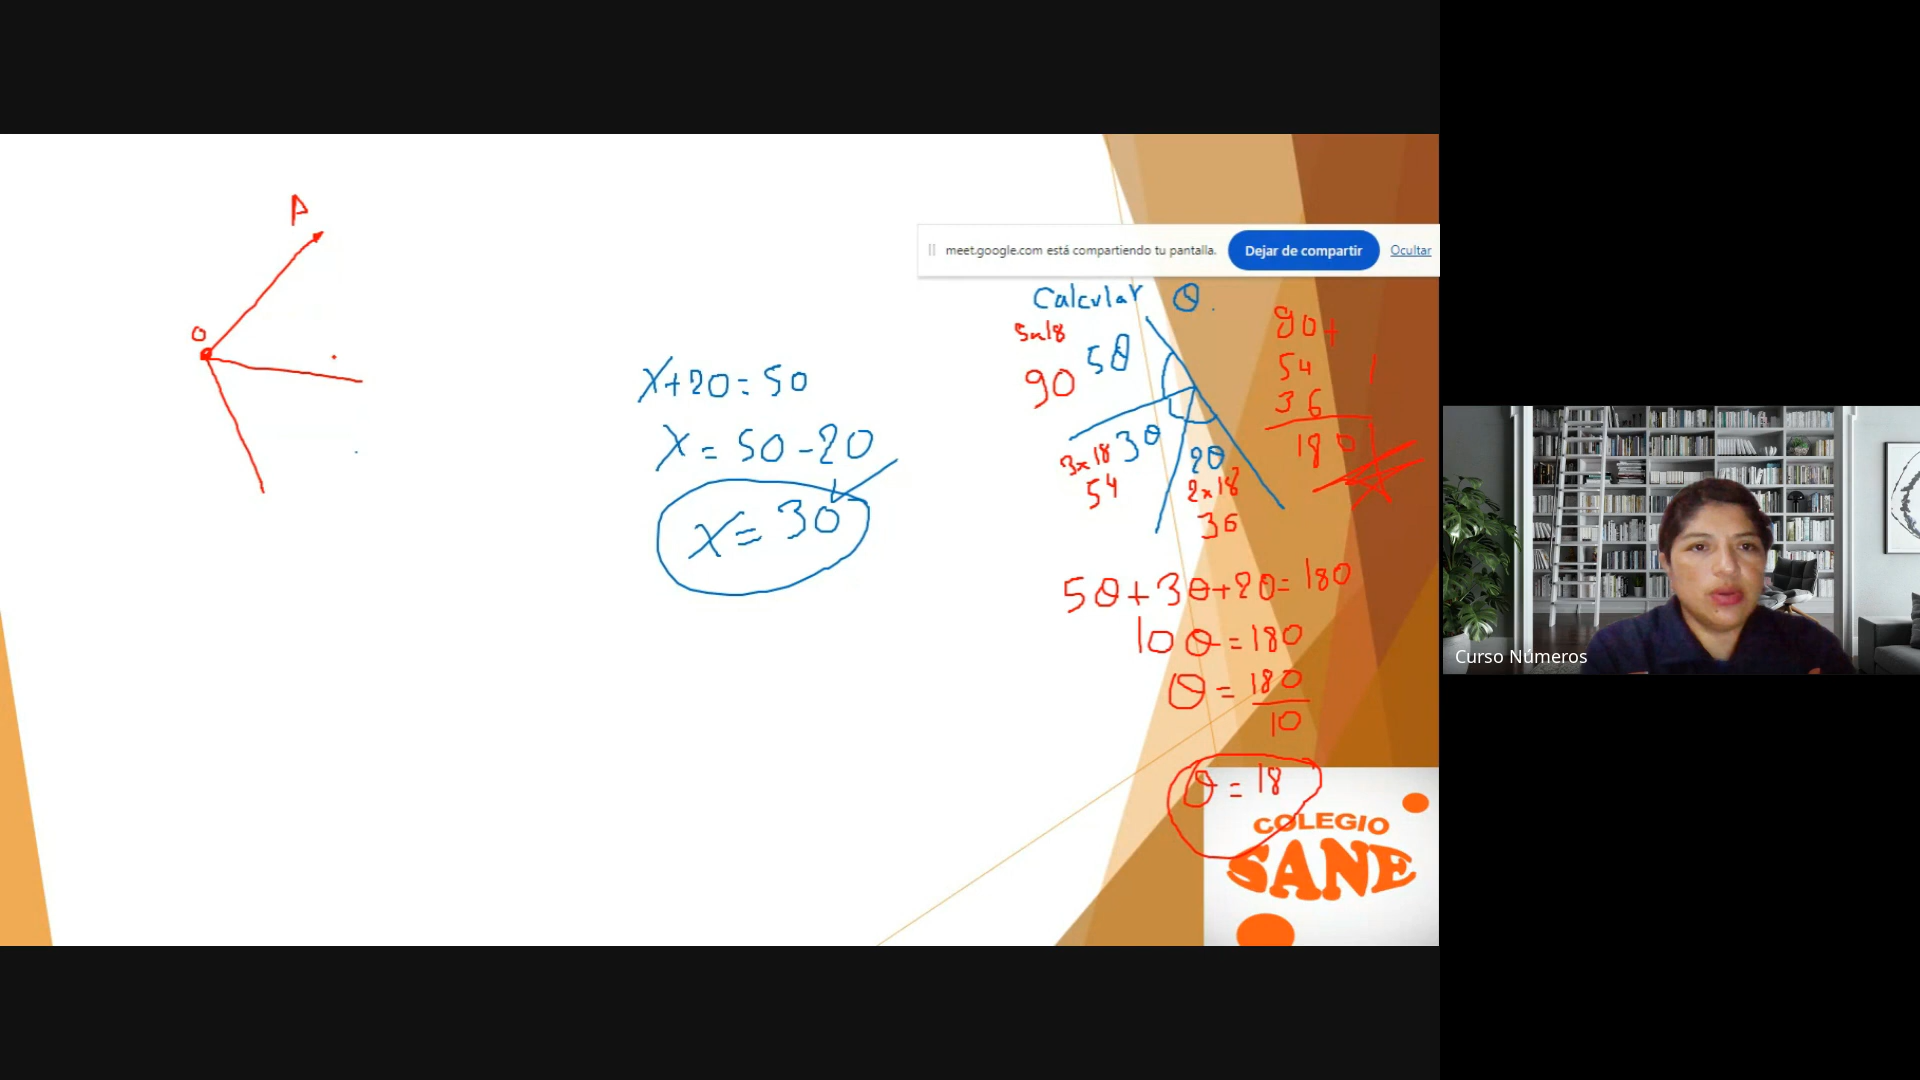 A
O
x+20=50
x=50-20
x=30
meet.google.com está compartiendo tu pantalla.
Dejar de compartir
Ocultar
Calcular θ.
5x18
5θ
90
3θ
3x18
54
2θ
2x18
36
90+
54
36
180
5θ+3θ+2θ=180
10θ=180
θ=180
10
θ=18
COLEGIO
SANE
Curso Números